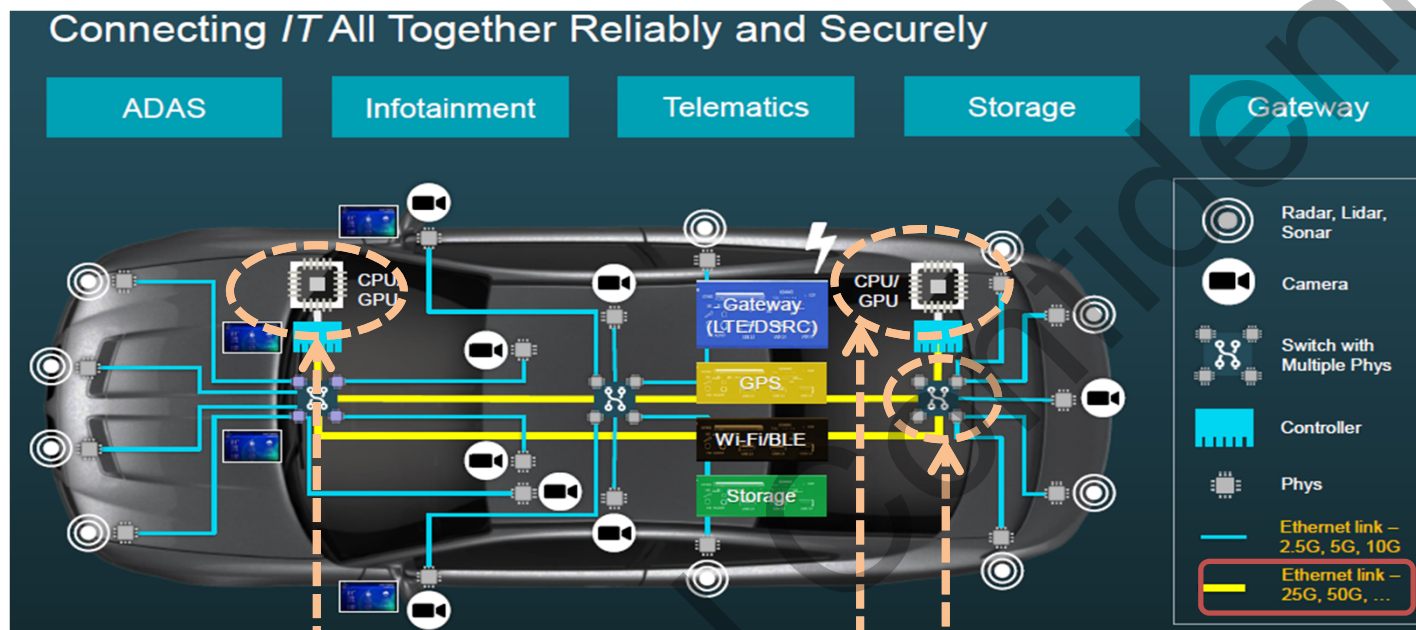 Connecting IT All Together Reliably and Securely
ADAS
Infotainment
Telematics
Storage
Gateway
Confident
CPU/
GPU
CPU/
GPU
Gateway
(LTE/DSRC)
GPS
Wi-Fi/BLE
Storage
Radar, Lidar,
Sonar
Camera
Switch with
Multiple Phys
Controller
Phys
Ethernet link –
2.5G, 5G, 10G
Ethernet link –
25G, 50G, ...